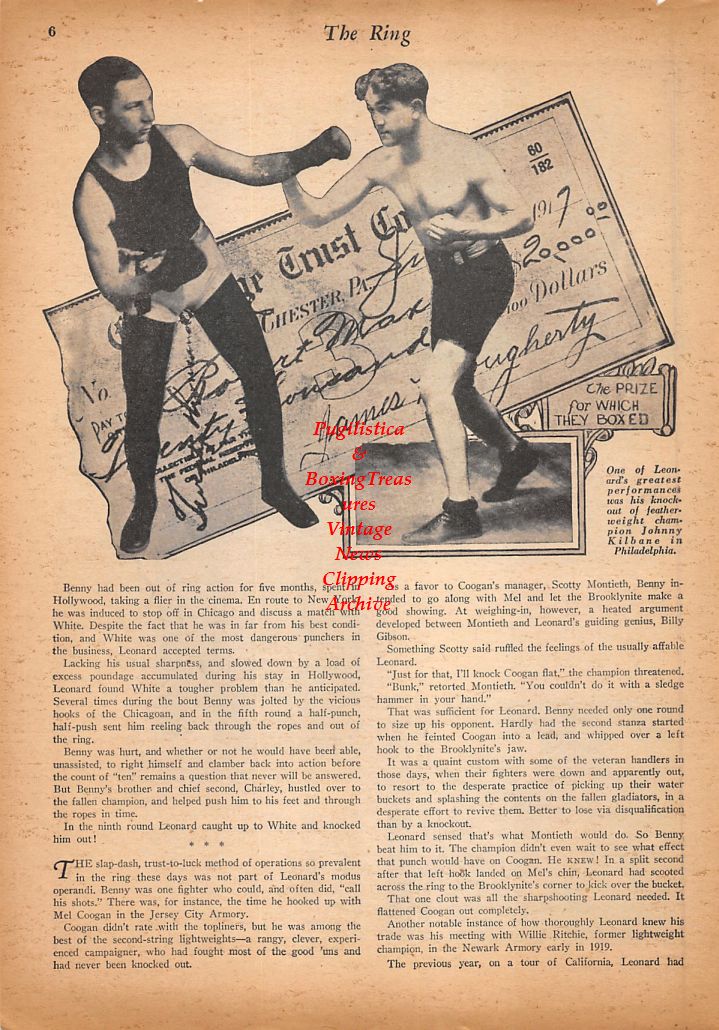 6
The Ring
60
182
ge Trust Co
1917
CHESTER, PA.
$20,000.00
No.
Robert Max
100 Dollars
Twenty Thousand
DAY TO
James Dougherty
The PRIZE
for WHICH
THEY BOXED
One of Leon-
ard's greatest
performances
was his knock-
out of feather-
weight cham-
pion Johnny
Kilbane in
Philadelphia.
Pugilistica
&
BoxingTreas
ures
Vintage
News
Clipping
Archive
Benny had been out of ring action for five months, spent in
Hollywood, taking a flier in the cinema. En route to New York,
he was induced to stop off in Chicago and discuss a match with
White. Despite the fact that he was in far from his best condi-
tion, and White was one of the most dangerous punchers in
the business, Leonard accepted terms.
Lacking his usual sharpness, and slowed down by a load of
excess poundage accumulated during his stay in Hollywood,
Leonard found White a tougher problem than he anticipated.
Several times during the bout Benny was jolted by the vicious
hooks of the Chicagoan, and in the fifth round a half-punch,
half-push sent him reeling back through the ropes and out of
the ring.
Benny was hurt, and whether or not he would have been able,
unassisted, to right himself and clamber back into action before
the count of "ten" remains a question that never will be answered.
But Benny's brother and chief second, Charley, hustled over to
the fallen champion, and helped push him to his feet and through
the ropes in time.
In the ninth round Leonard caught up to White and knocked
him out!
* * *
THE slap-dash, trust-to-luck method of operations so prevalent
in the ring these days was not part of Leonard's modus
operandi. Benny was one fighter who could, and often did, "call
his shots." There was, for instance, the time he hooked up with
Mel Coogan in the Jersey City Armory.
Coogan didn't rate with the topliners, but he was among the
best of the second-string lightweights—a rangy, clever, experi-
enced campaigner, who had fought most of the good 'uns and
had never been knocked out.
As a favor to Coogan's manager, Scotty Montieth, Benny in-
tended to go along with Mel and let the Brooklynite make a
good showing. At weighing-in, however, a heated argument
developed between Montieth and Leonard's guiding genius, Billy
Gibson.
Something Scotty said ruffled the feelings of the usually affable
Leonard.
"Just for that, I'll knock Coogan flat," the champion threatened.
"Bunk," retorted Montieth. "You couldn't do it with a sledge
hammer in your hand."
That was sufficient for Leonard. Benny needed only one round
to size up his opponent. Hardly had the second stanza started
when he feinted Coogan into a lead, and whipped over a left
hook to the Brooklynite's jaw.
It was a quaint custom with some of the veteran handlers in
those days, when their fighters were down and apparently out,
to resort to the desperate practice of picking up their water
buckets and splashing the contents on the fallen gladiators, in a
desperate effort to revive them. Better to lose via disqualification
than by a knockout.
Leonard sensed that's what Montieth would do. So Benny
beat him to it. The champion didn't even wait to see what effect
that punch would have on Coogan. He KNEW! In a split second
after that left hook landed on Mel's chin, Leonard had scooted
across the ring to the Brooklynite's corner to kick over the bucket.
That one clout was all the sharpshooting Leonard needed. It
flattened Coogan out completely.
Another notable instance of how thoroughly Leonard knew his
trade was his meeting with Willie Ritchie, former lightweight
champion, in the Newark Armory early in 1919.
The previous year, on a tour of California, Leonard had